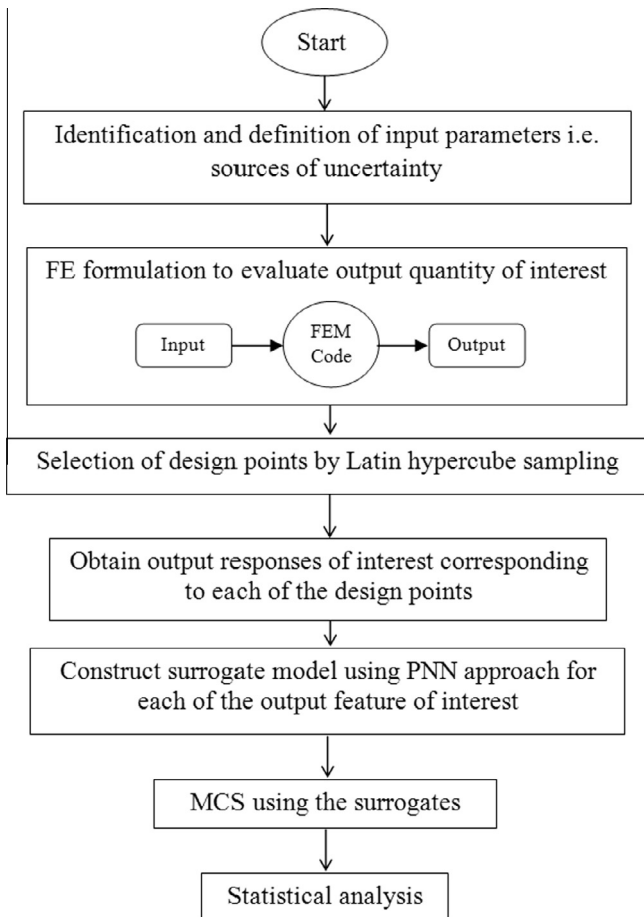 Start
Identification and definition of input parameters i.e.
sources of uncertainty
FE formulation to evaluate output quantity of interest
Input
FEM
Code
Output
Selection of design points by Latin hypercube sampling
Obtain output responses of interest corresponding
to each of the design points
Construct surrogate model using PNN approach for
each of the output feature of interest
MCS using the surrogates
Statistical analysis